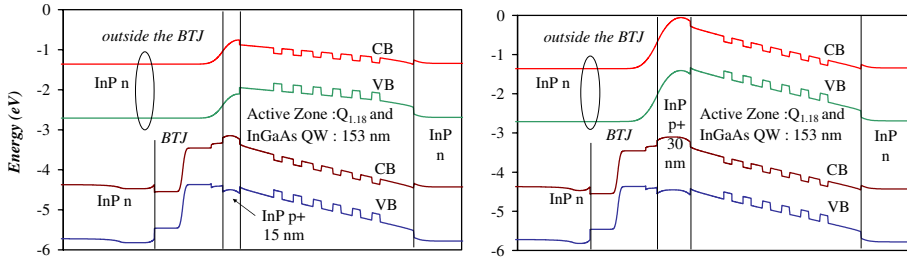 0
-1
-2
-3
-4
-5
-6
Energy (eV)
outside the BTJ
InP n
CB
VB
Active Zone :Q1.18 and
InGaAs QW : 153 nm
InP
n
BTJ
CB
VB
InP n
InP p+
15 nm
0
-1
-2
-3
-4
-5
-6
outside the BTJ
InP n
CB
VB
InP
p+
30
nm
Active Zone :Q1.18 and
InGaAs QW : 153 nm
InP
n
BTJ
CB
VB
InP n